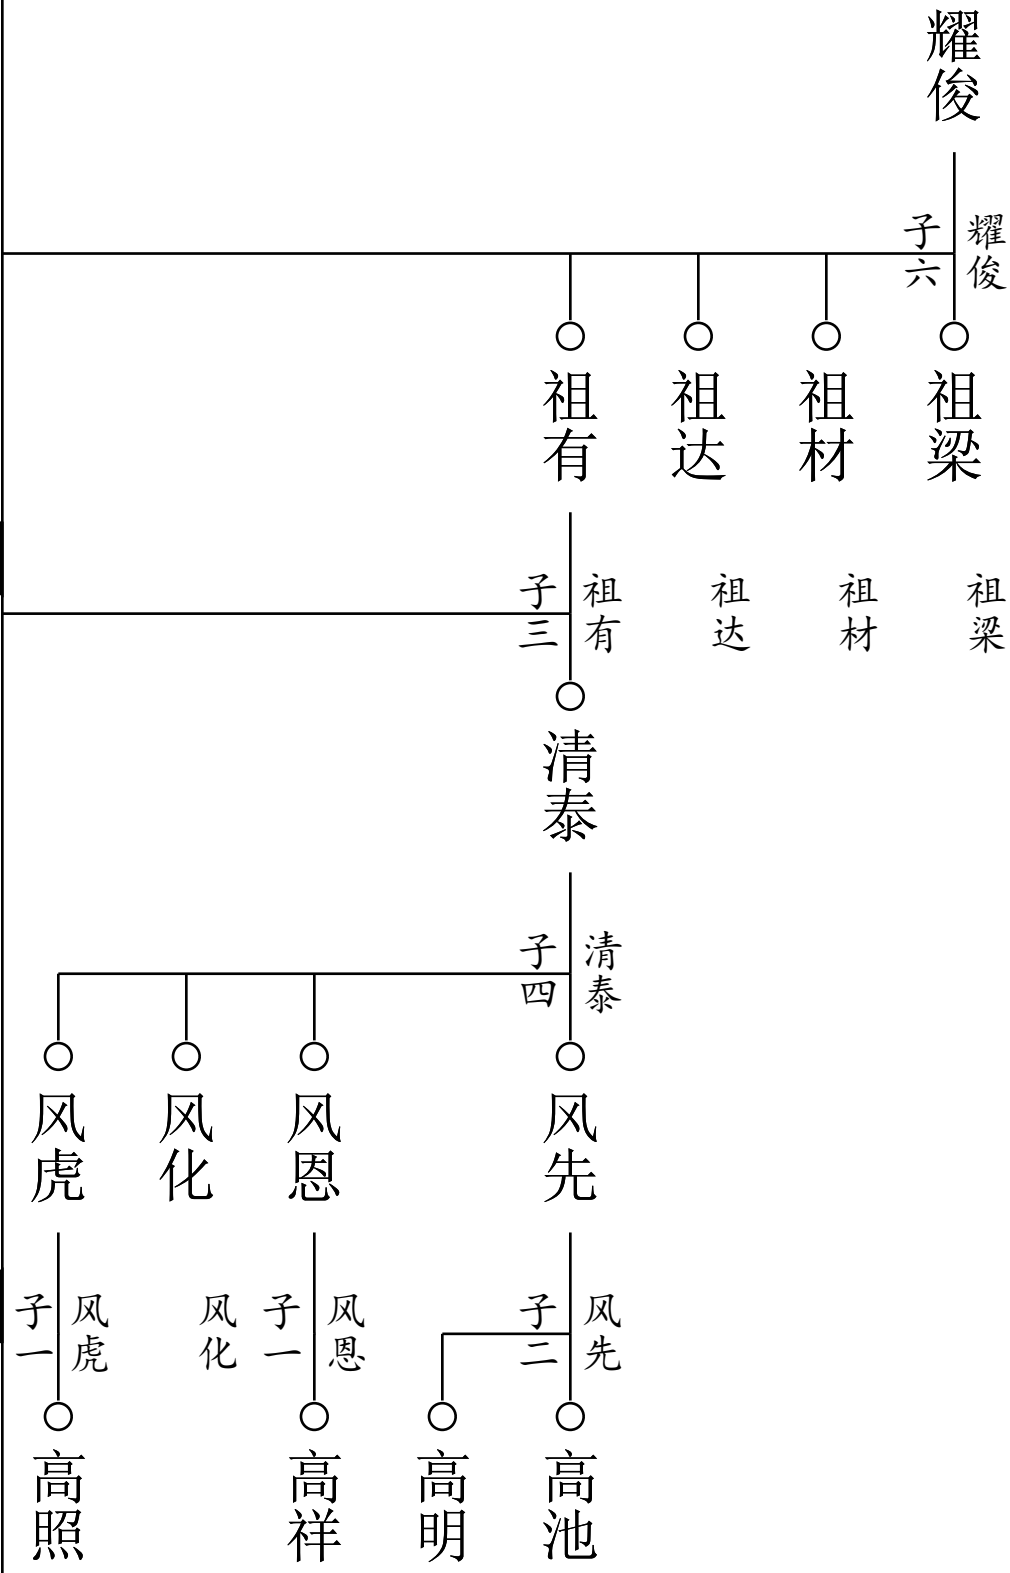 耀俊
耀俊
子六
祖梁
祖材
祖达
祖有
祖梁
祖材
祖达
祖有
子三
清泰
清泰
子四
风先
风恩
风化
风虎
风先
子二
风恩
子一
风化
风虎
子一
高池
高明
高祥
高照